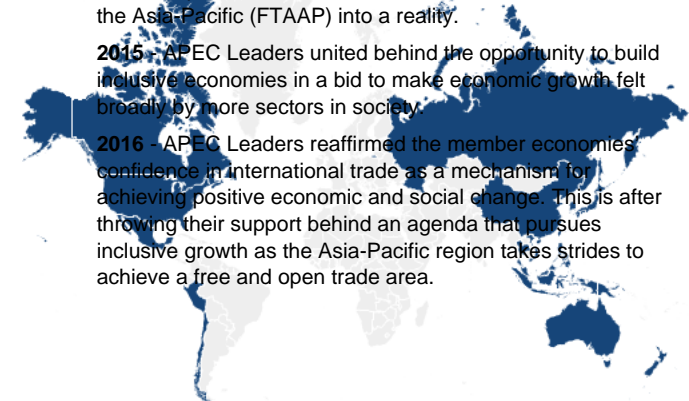 the Asia-Pacific (FTAAP) into a reality.
2015 - APEC Leaders united behind the opportunity to build
inclusive economies in a bid to make economic growth felt
broadly by more sectors in society.
2016 - APEC Leaders reaffirmed the member economies’
confidence in international trade as a mechanism for
achieving positive economic and social change. This is after
throwing their support behind an agenda that pursues
inclusive growth as the Asia-Pacific region takes strides to
achieve a free and open trade area.